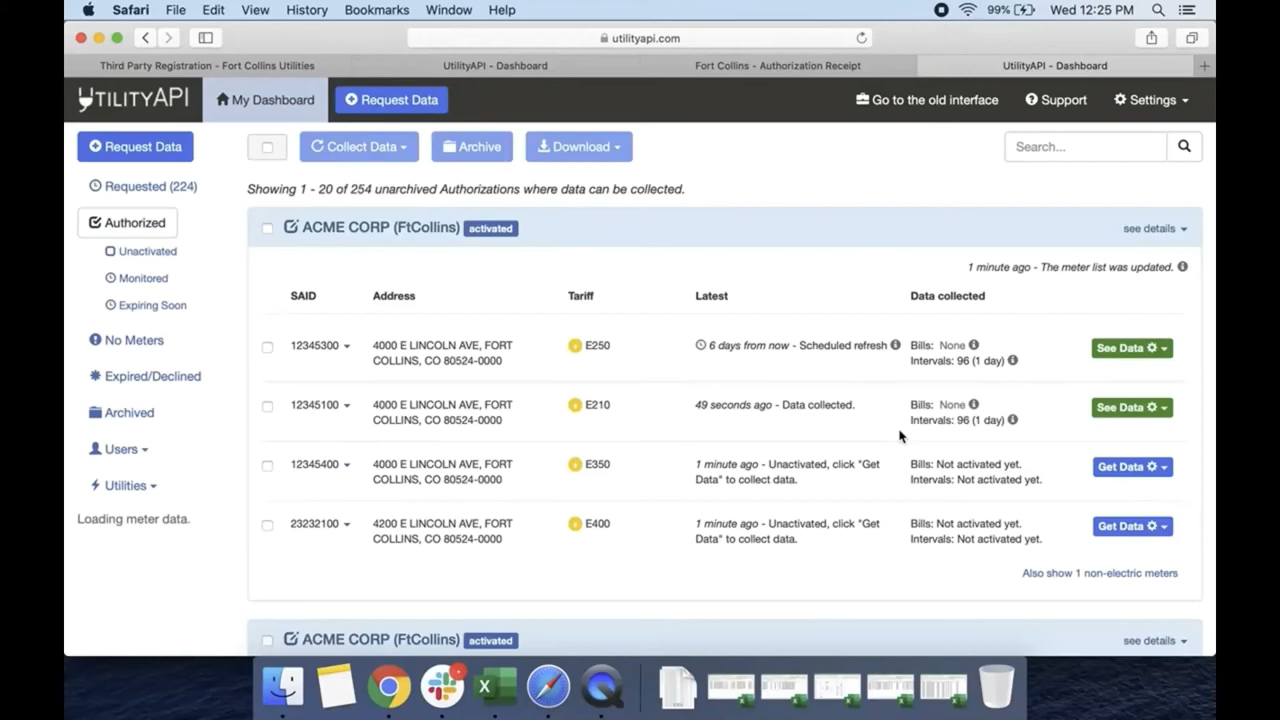 Safari File Edit View History Bookmarks Window Help 99% Wed 12:25 PM
utilityapi.com
Third Party Registration - Fort Collins Utilities UtilityAPI - Dashboard Fort Collins - Authorization Receipt UtilityAPI - Dashboard
UTILITYAPI My Dashboard Request Data Go to the old interface Support Settings
Request Data Collect Data Archive Download Search...
Requested (224)
Showing 1 - 20 of 254 unarchived Authorizations where data can be collected.
Authorized
ACME CORP (FtCollins) activated see details
Unactivated
1 minute ago - The meter list was updated.
Monitored
SAID Address Tariff Latest Data collected
Expiring Soon
No Meters
12345300 4000 E LINCOLN AVE, FORT E250 6 days from now - Scheduled refresh Bills: None See Data
COLLINS, CO 80524-0000 Intervals: 96 (1 day)
Expired/Declined
12345100 4000 E LINCOLN AVE, FORT E210 49 seconds ago - Data collected. Bills: None See Data
COLLINS, CO 80524-0000 Intervals: 96 (1 day)
Archived
Users
12345400 4000 E LINCOLN AVE, FORT E350 1 minute ago - Unactivated, click "Get Bills: Not activated yet. Get Data
COLLINS, CO 80524-0000 Data" to collect data. Intervals: Not activated yet.
Utilities
Loading meter data.
23232100 4200 E LINCOLN AVE, FORT E400 1 minute ago - Unactivated, click "Get Bills: Not activated yet. Get Data
COLLINS, CO 80524-0000 Data" to collect data. Intervals: Not activated yet.
Also show 1 non-electric meters
ACME CORP (FtCollins) activated see details